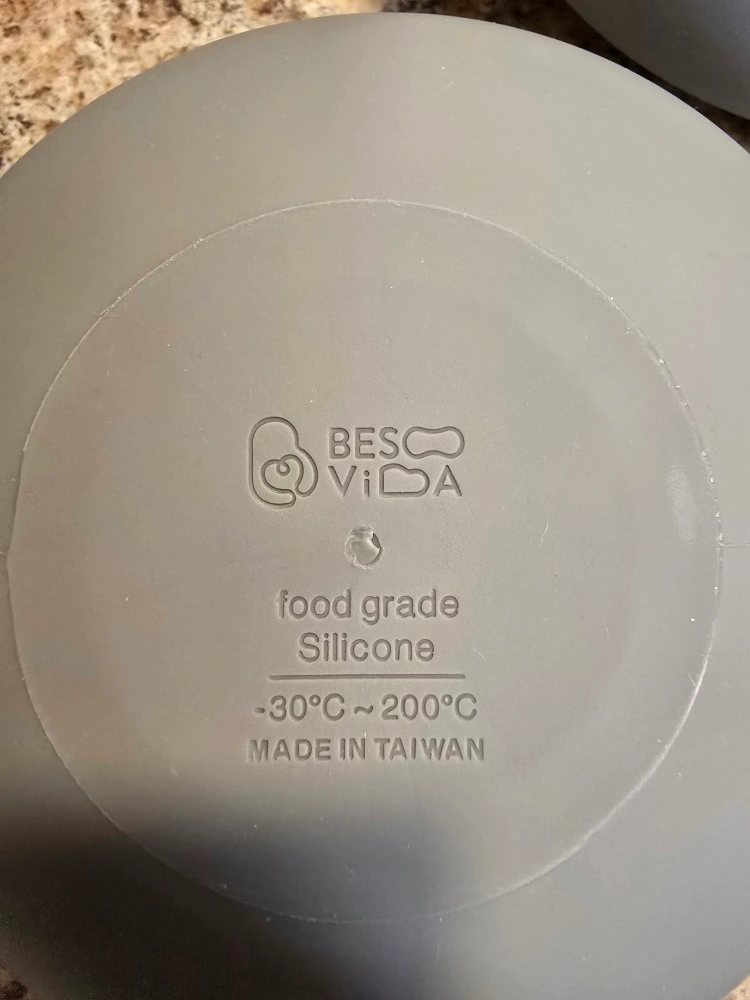 BESO
ViDA
food grade
Silicone
-30°C ~ 200°C
MADE IN TAIWAN